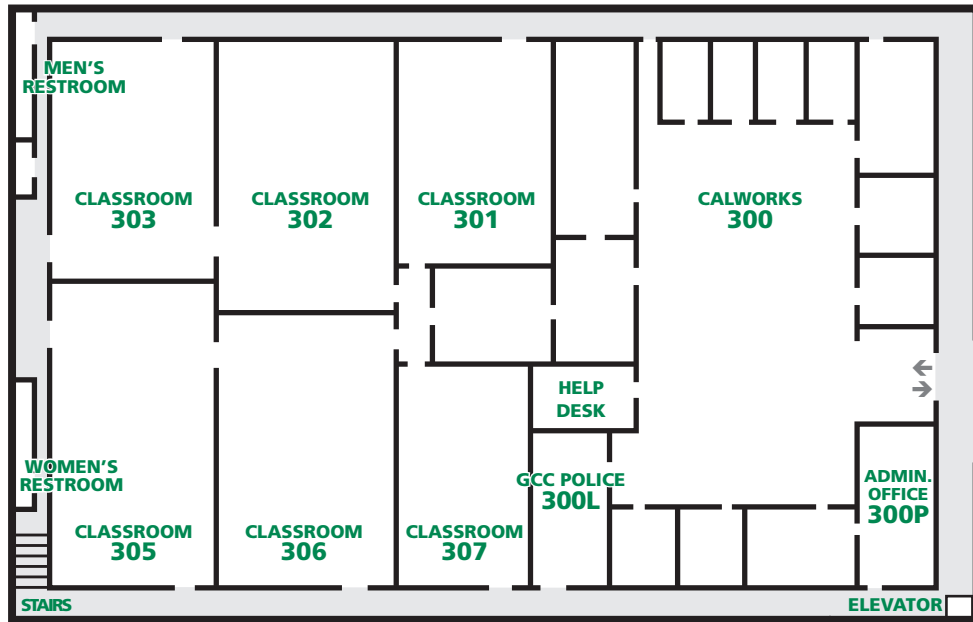 MEN'S
RESTROOM
CLASSROOM
303
CLASSROOM
302
CLASSROOM
301
CALWORKS
300
HELP
DESK
WOMEN'S
RESTROOM
GCC POLICE
300L
ADMIN.
OFFICE
300P
CLASSROOM
305
CLASSROOM
306
CLASSROOM
307
STAIRS
ELEVATOR